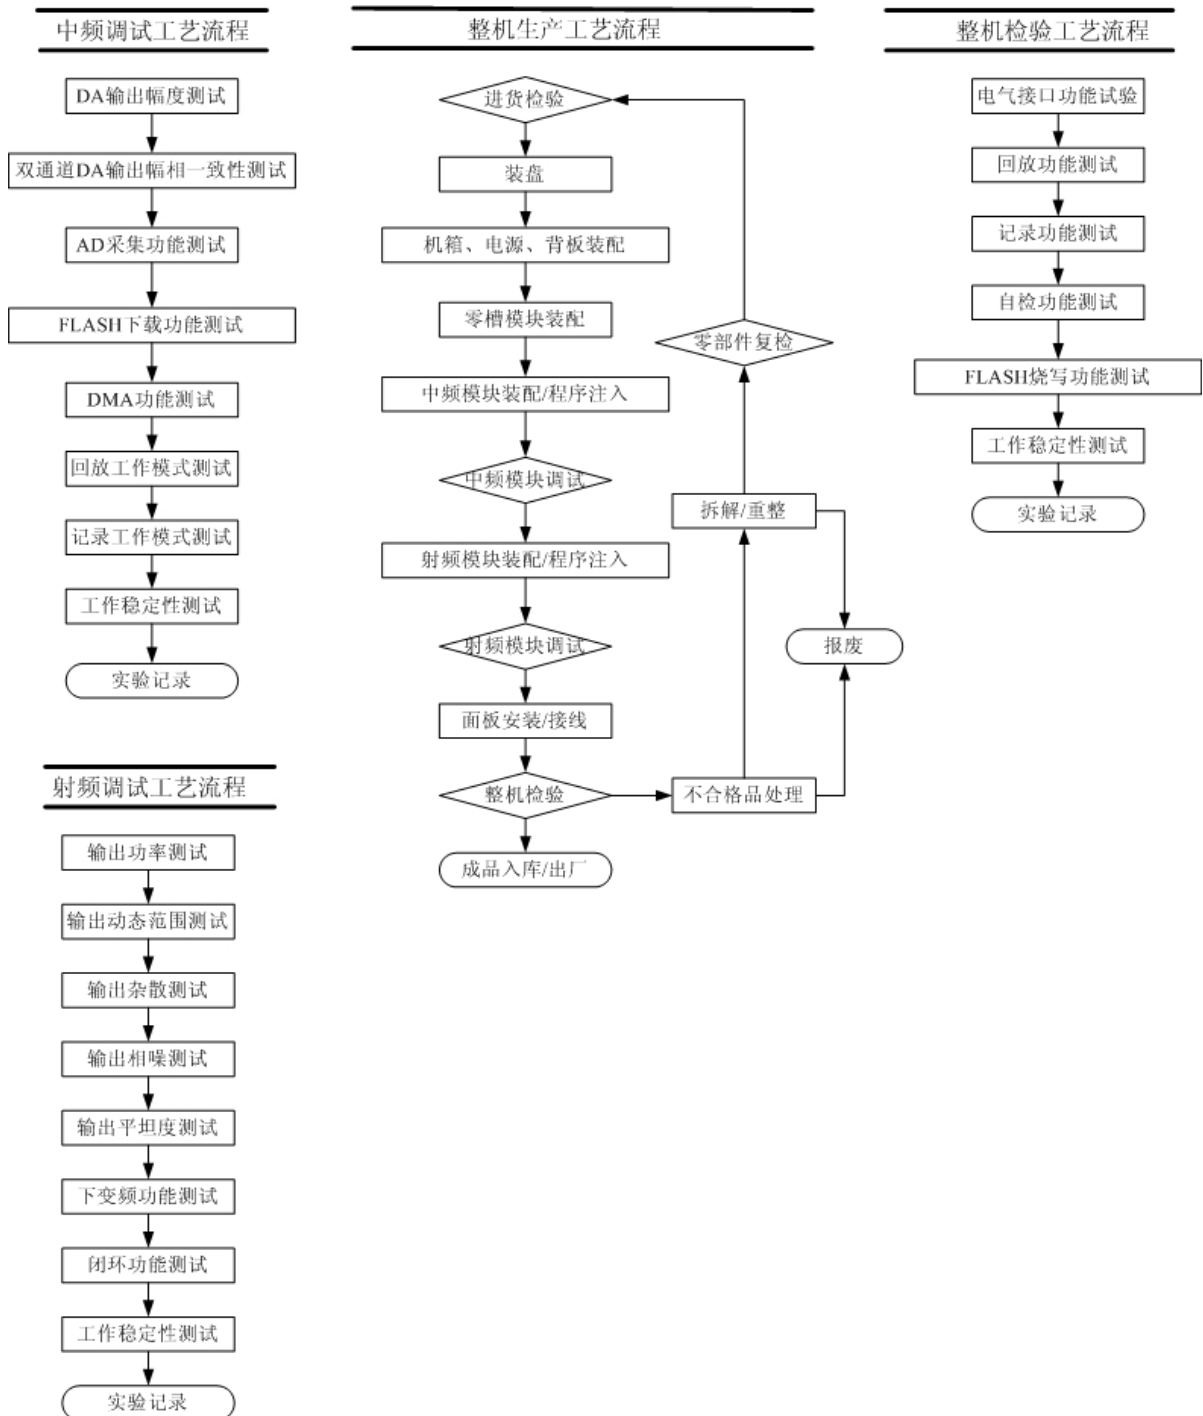 中频调试工艺流程
DA输出幅度测试
双通道DA输出幅相一致性测试
AD采集功能测试
FLASH下载功能测试
DMA功能测试
回放工作模式测试
记录工作模式测试
工作稳定性测试
实验记录
射频调试工艺流程
输出功率测试
输出动态范围测试
输出杂散测试
输出相噪测试
输出平坦度测试
下变频功能测试
闭环功能测试
工作稳定性测试
实验记录
整机生产工艺流程
进货检验
装盘
机箱、电源、背板装配
零槽模块装配
中频模块装配/程序注入
中频模块调试
射频模块装配/程序注入
射频模块调试
面板安装/接线
整机检验
成品入库/出厂
零部件复检
拆解/重整
报废
不合格品处理
整机检验工艺流程
电气接口功能试验
回放功能测试
记录功能测试
自检功能测试
FLASH烧写功能测试
工作稳定性测试
实验记录